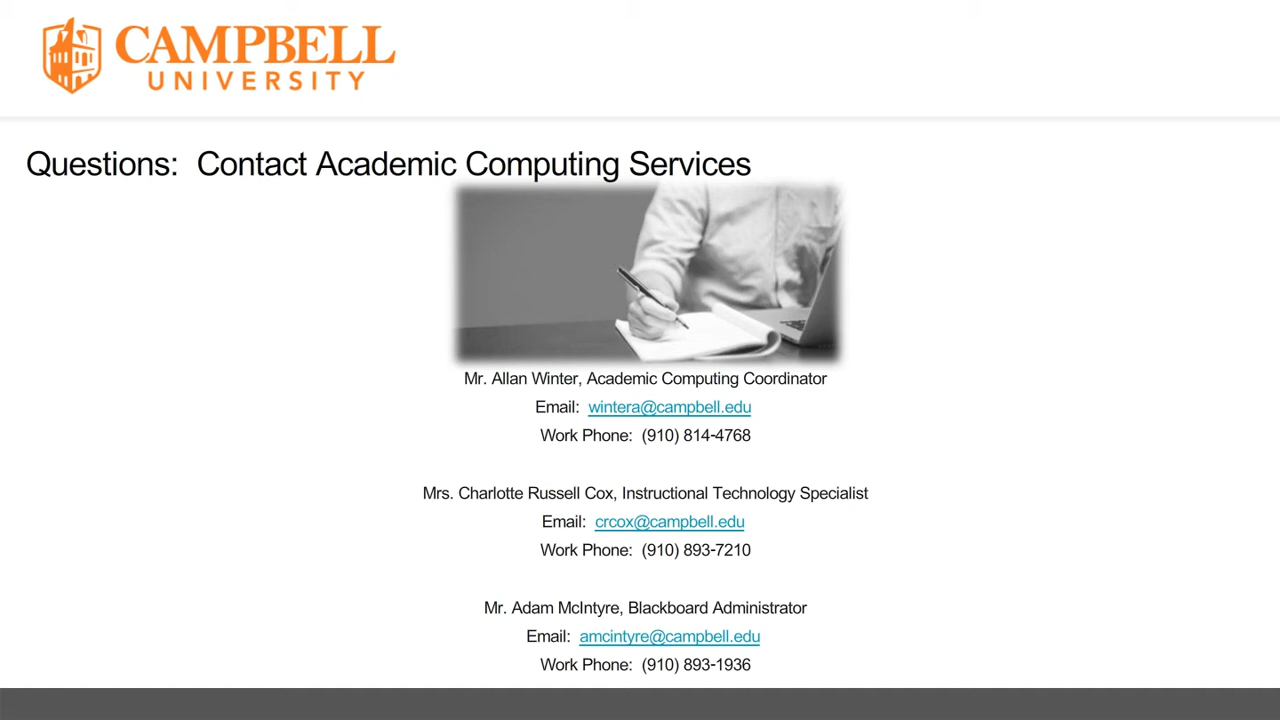 CAMPBELL
UNIVERSITY
Questions: Contact Academic Computing Services
Mr. Allan Winter, Academic Computing Coordinator
Email: wintera@campbell.edu
Work Phone: (910) 814-4768
Mrs. Charlotte Russell Cox, Instructional Technology Specialist
Email: crcox@campbell.edu
Work Phone: (910) 893-7210
Mr. Adam McIntyre, Blackboard Administrator
Email: amcintyre@campbell.edu
Work Phone: (910) 893-1936